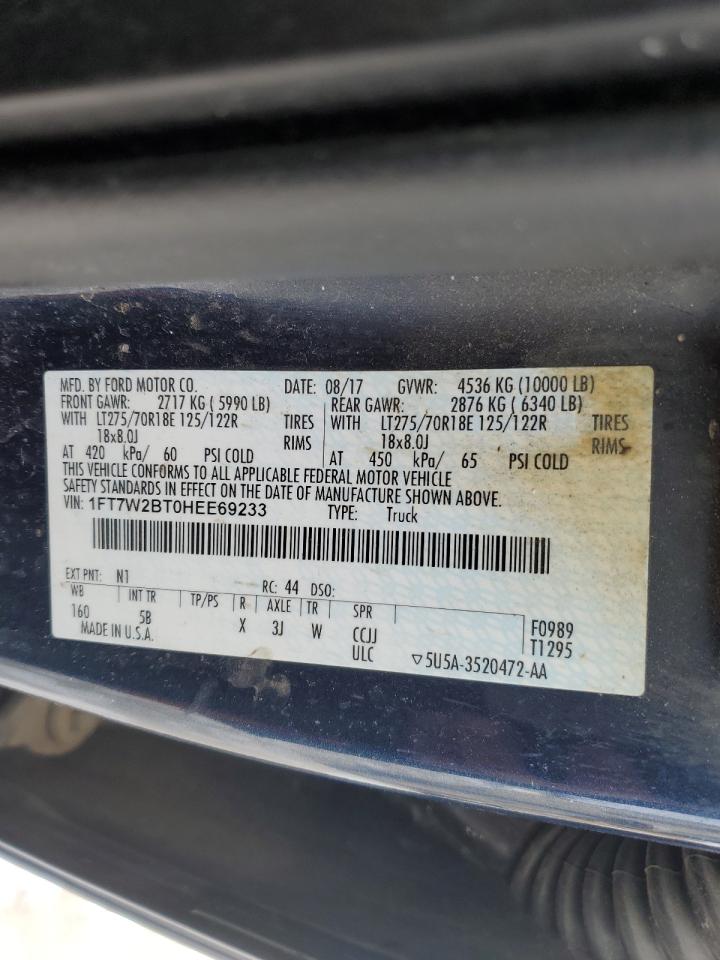 MFD. BY FORD MOTOR CO. DATE: 08/17 GVWR: 4536 KG (10000 LB)
FRONT GAWR: 2717 KG ( 5990 LB) REAR GAWR: 2876 KG ( 6340 LB)
WITH LT275/70R18E 125/122R TIRES WITH LT275/70R18E 125/122R TIRES
18x8.0J RIMS 18x8.0J RIMS
AT 420 kPa/ 60 PSI COLD AT 450 kPa/ 65 PSI COLD
THIS VEHICLE CONFORMS TO ALL APPLICABLE FEDERAL MOTOR VEHICLE
SAFETY STANDARDS IN EFFECT ON THE DATE OF MANUFACTURE SHOWN ABOVE.
VIN: 1FT7W2BT0HEE69233 TYPE: Truck
EXT PNT: N1 RC: 44 DSO:
WB INT TR TP/PS R AXLE TR SPR
160 5B X 3J W CCJJ F0989
MADE IN U.S.A. ULC ▽5U5A-3520472-AA T1295